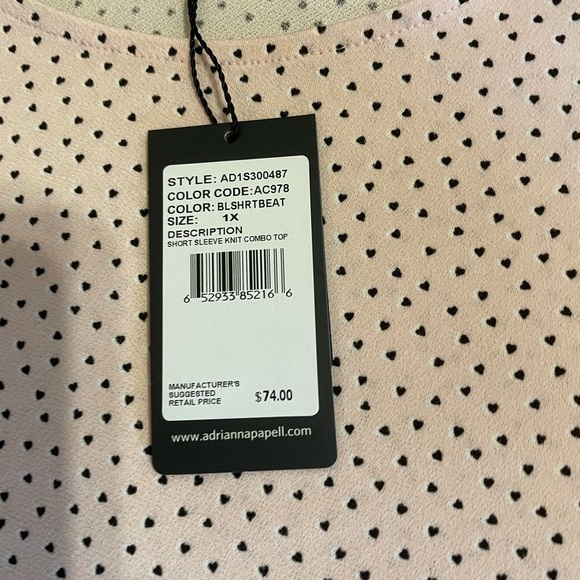 STYLE: AD1S300487
COLOR CODE:AC978
COLOR: BLSHRTBEAT
SIZE: 1X
DESCRIPTION
SHORT SLEEVE KNIT COMBO TOP
6 52933 85216 6
MANUFACTURER'S
SUGGESTED
RETAIL PRICE $74.00
www.adriannapapell.com